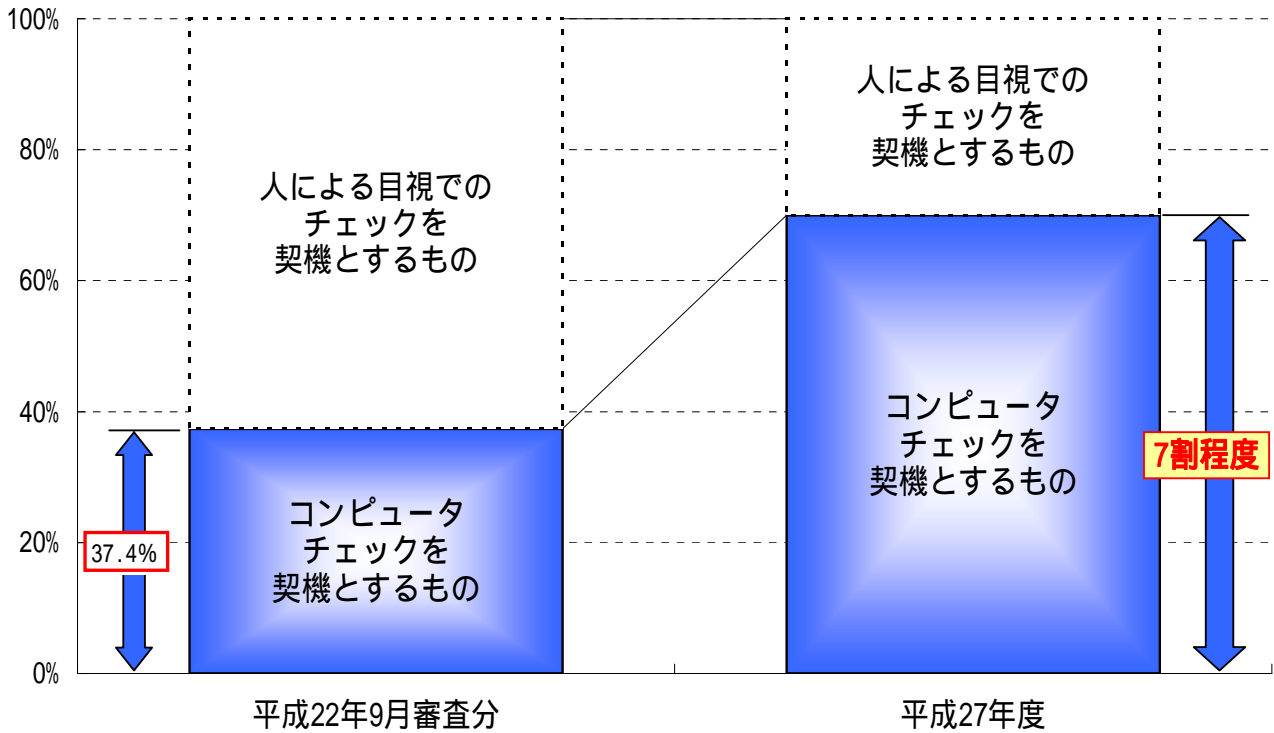 100%
80%
60%
40%
20%
0%
人による目視での
チェックを
契機とするもの
コンピュータ
チェックを
契機とするもの
37.4%
人による目視での
チェックを
契機とするもの
コンピュータ
チェックを
契機とするもの
7割程度
平成22年9月審査分
平成27年度